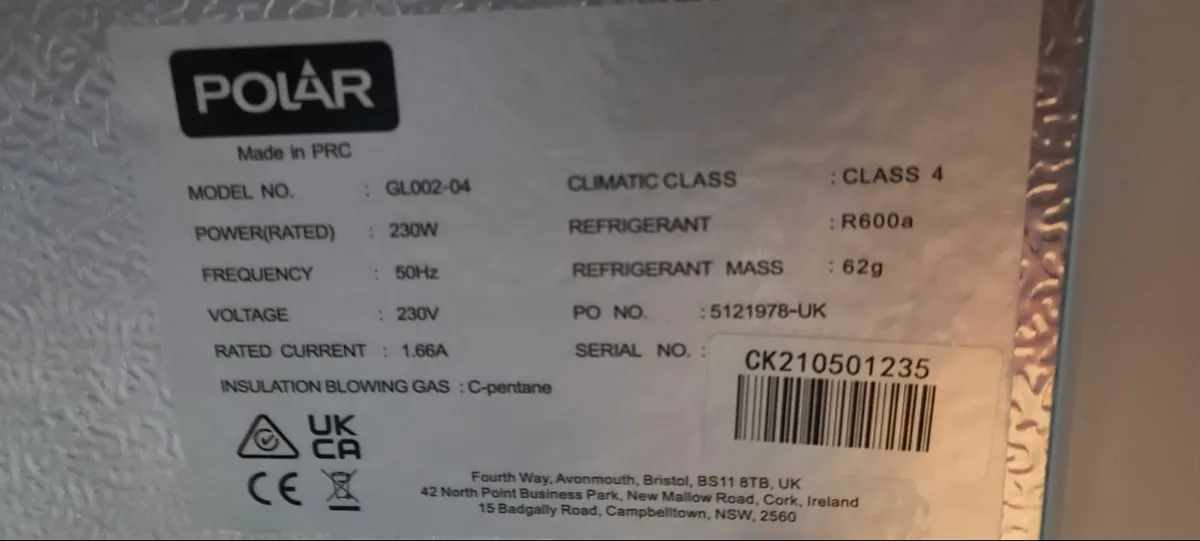 POLAR
Made in PRC
MODEL NO. : GL002-04
POWER(RATED) : 230W
FREQUENCY : 50Hz
VOLTAGE : 230V
RATED CURRENT : 1.66A
INSULATION BLOWING GAS : C-pentane
CLIMATIC CLASS : CLASS 4
REFRIGERANT : R600a
REFRIGERANT MASS : 62g
PO NO. : 5121978-UK
SERIAL NO. : CK210501235
UK
CA
CE
Fourth Way, Avonmouth, Bristol, BS11 8TB, UK
42 North Point Business Park, New Mallow Road, Cork, Ireland
15 Badgally Road, Campbelltown, NSW, 2560